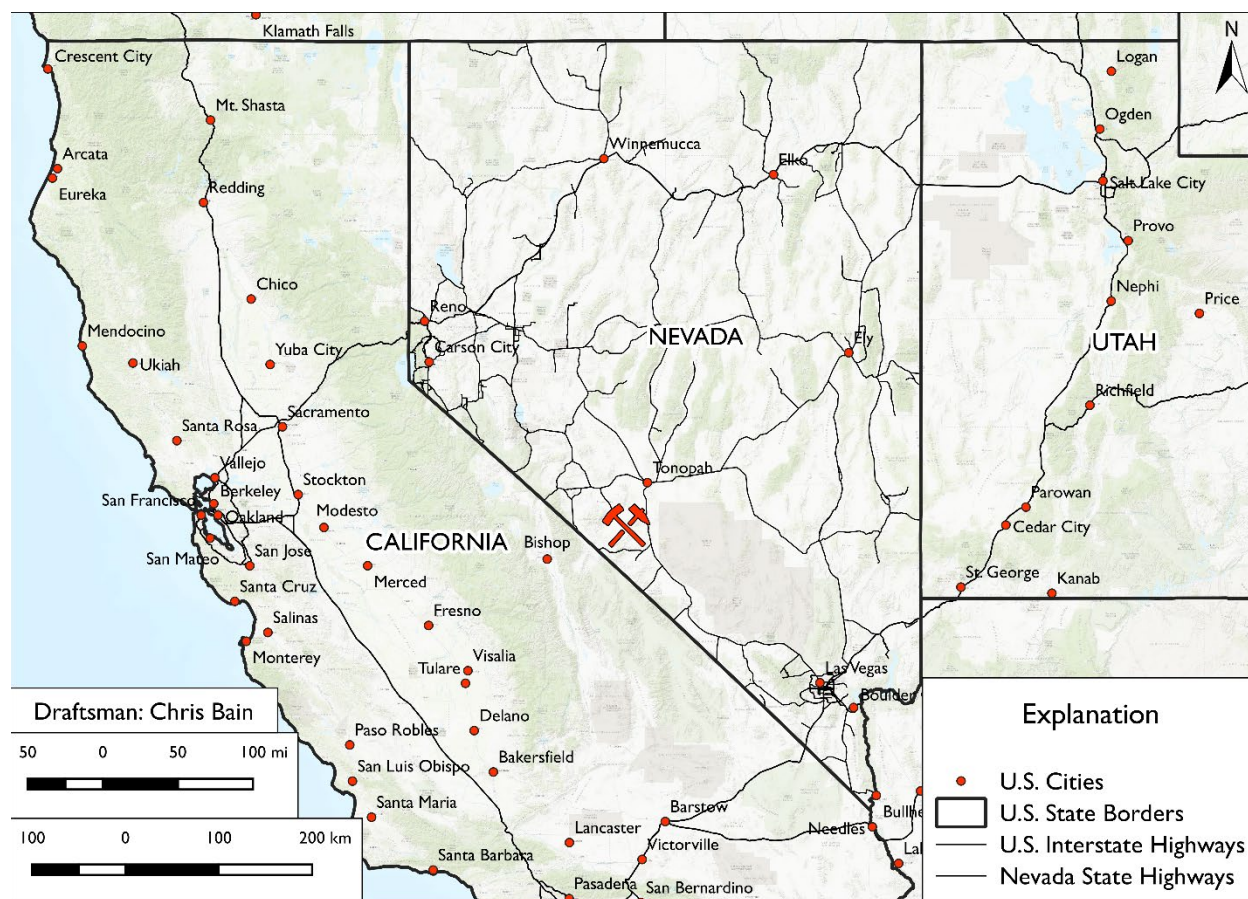 Klamath Falls
Crescent City
Logan
N
Mt. Shasta
Ogden
Winnemucca
Arcata
Elko
Eureka
Redding
Salt Lake City
Provo
Chico
Nephi
Price
Reno
Mendocino
NEVADA
Ely
UTAH
Carson City
Yuba City
Ukiah
Richfield
Sacramento
Santa Rosa
Vallejo
Tonopah
Stockton
Berkeley
San Francisco
Parowan
Modesto
Oakland
Cedar City
CALIFORNIA
Bishop
San Mateo
San Jose
Merced
St. George
Kanab
Santa Cruz
Fresno
Salinas
Monterey
Visalia
Tulare
Las Vegas
Boulder
Draftsman: Chris Bain
50 0 50 100 mi
100 0 100 200 km
Delano
Paso Robles
Bakersfield
San Luis Obispo
Santa Maria
Barstow
Bullhe
Needles
Lancaster
Victorville
La
Santa Barbara
Pasadena
San Bernardino
Explanation
U.S. Cities
U.S. State Borders
U.S. Interstate Highways
Nevada State Highways